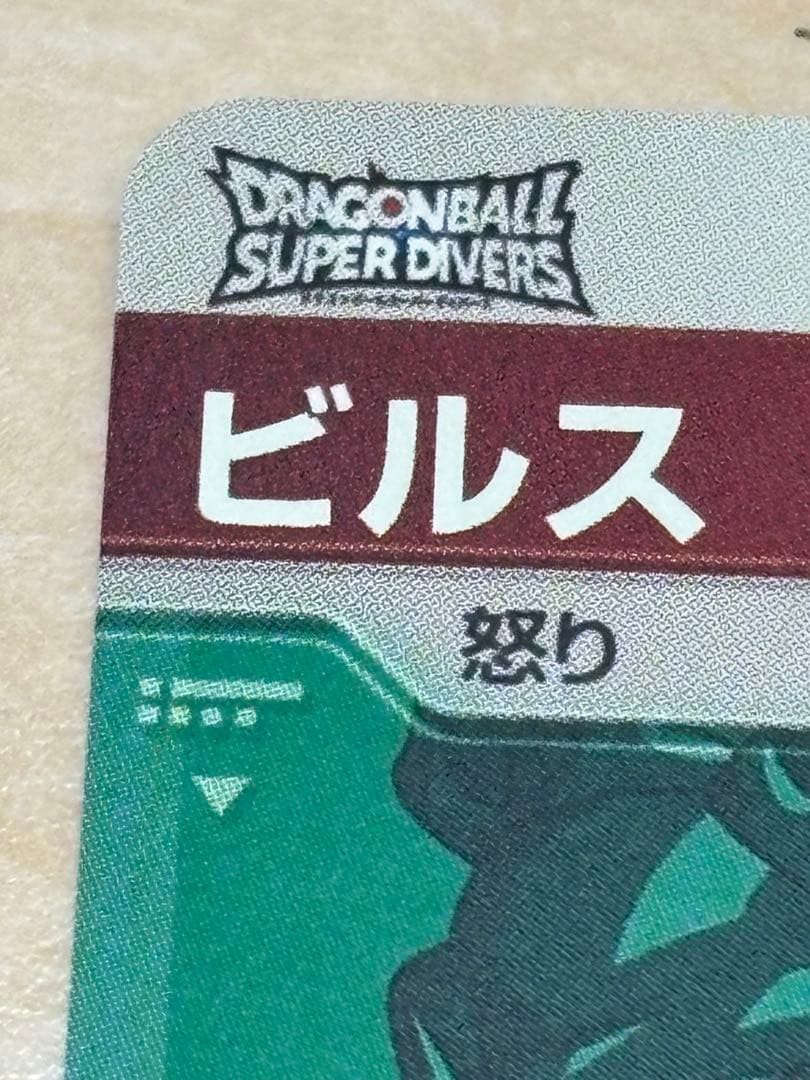 DRAGONBALL
SUPER DIVERS
ビルス
怒り